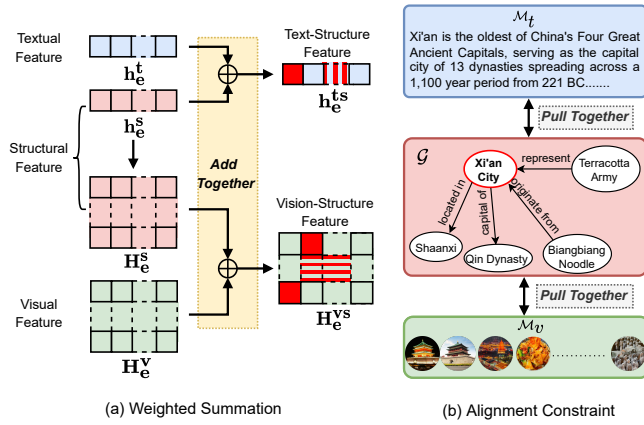 Textual
Feature
h_e^t
h_e^s
Structural
Feature
H_e^s
Visual
Feature
H_e^v
Add
Together
Text-Structure
Feature
h_e^ts
Vision-Structure
Feature
H_e^vs
(a) Weighted Summation
M_t
Xi'an is the oldest of China's Four Great
Ancient Capitals, serving as the capital
city of 13 dynasties spreading across a
1,100 year period from 221 BC.......
Pull Together
G
Xi'an
City
represent
Terracotta
Army
located in
capital of
originate from
Shaanxi
Qin Dynasty
Biangbiang
Noodle
Pull Together
M_v
(b) Alignment Constraint